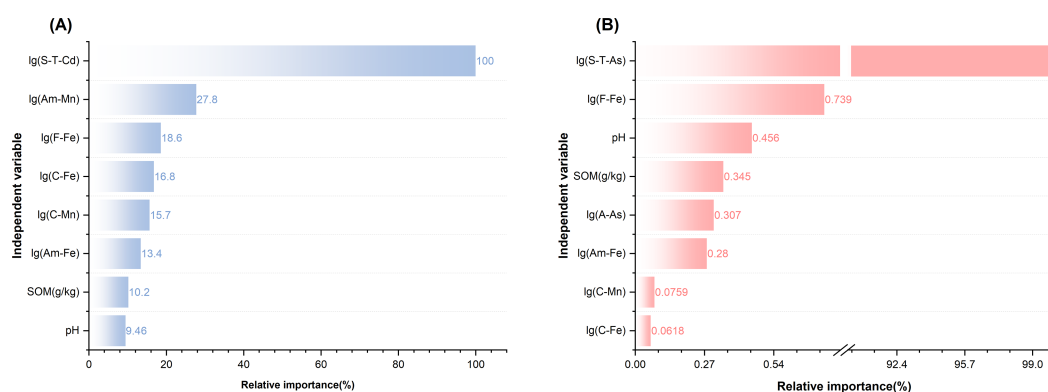 (A)
Independent variable
lg(S-T-Cd)
100
lg(Am-Mn)
27.8
lg(F-Fe)
18.6
lg(C-Fe)
16.8
lg(C-Mn)
15.7
lg(Am-Fe)
13.4
SOM(g/kg)
10.2
pH
9.46
0 20 40 60 80 100
Relative importance(%)
(B)
Independent variable
lg(S-T-As)
lg(F-Fe)
0.739
pH
0.456
SOM(g/kg)
0.345
lg(A-As)
0.307
lg(Am-Fe)
0.28
lg(C-Mn)
0.0759
lg(C-Fe)
0.0618
0.00 0.27 0.54 92.4 95.7 99.0
Relative importance(%)